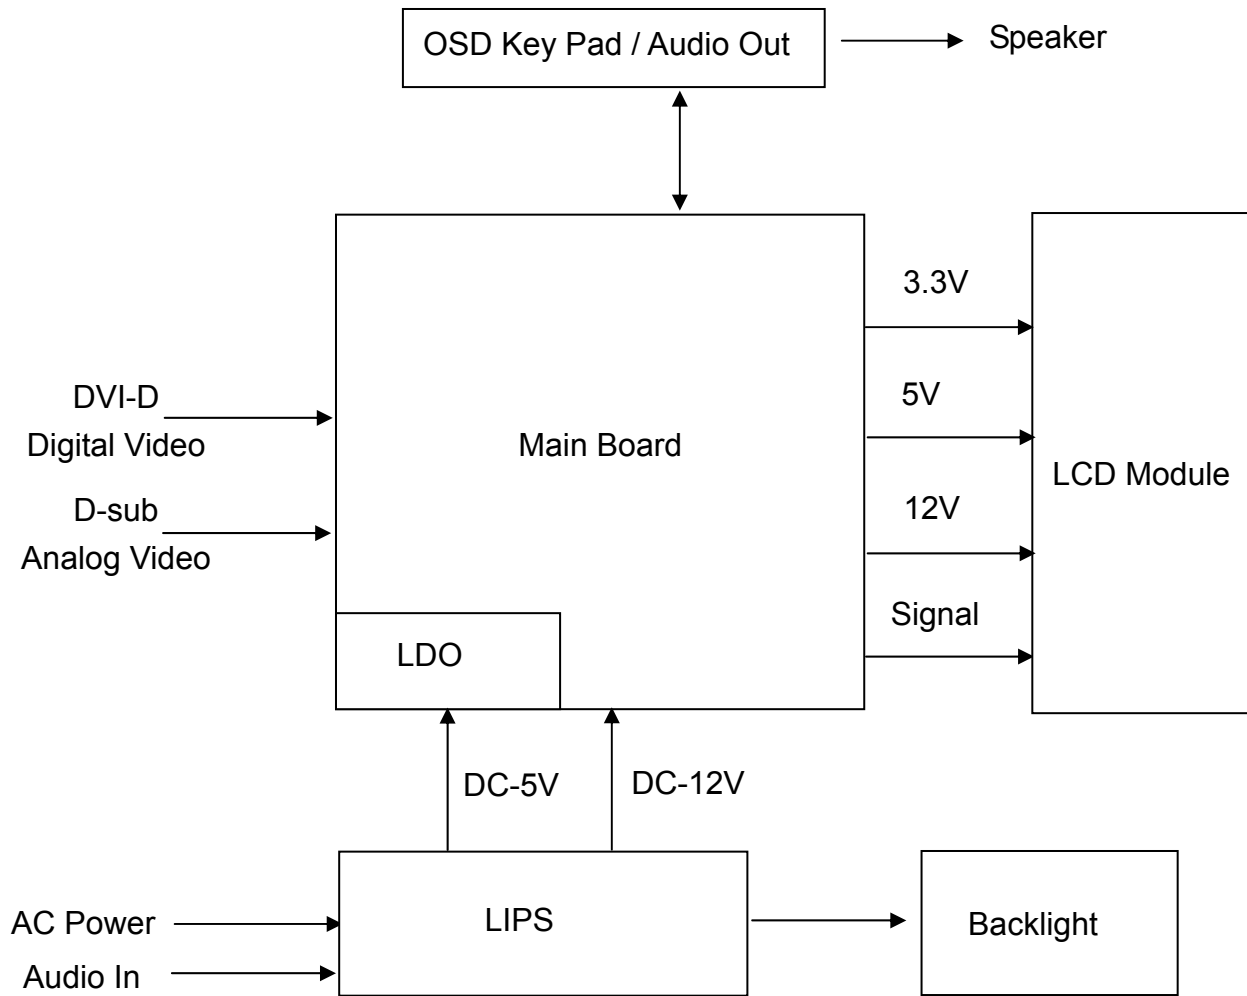 OSD Key Pad / Audio Out
Speaker
3.3V
DVI-D
Digital Video
5V
Main Board
LCD Module
D-sub
Analog Video
12V
Signal
LDO
DC-5V
DC-12V
AC Power
Audio In
LIPS
Backlight